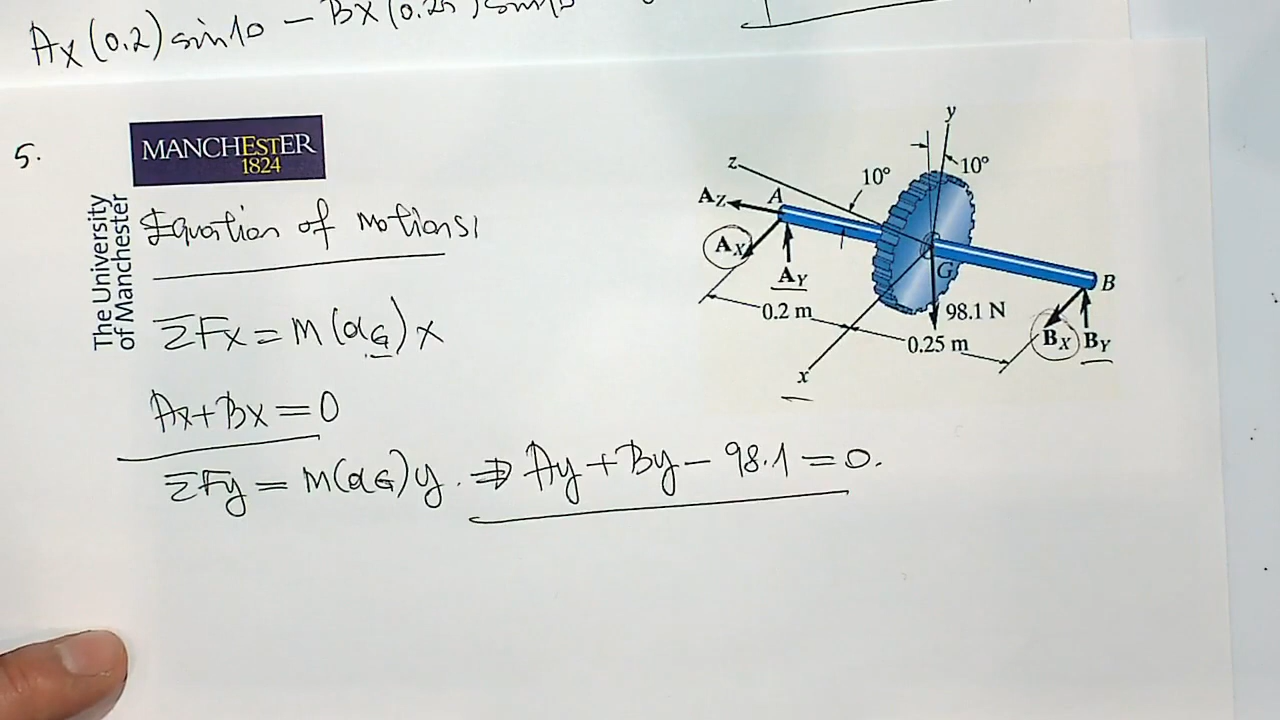 Ax (0.2) sin10 - Bx (0.25) sin10
5.
MANCHEsTER
1824
The University
of Manchester
Equation of Motions:
ΣFx = m(aG)x
Ax + Bx = 0
ΣFy = m(aG)y. ⇒ Ay + By - 98.1 = 0.
y
10°
z
10°
AZ
A
AX
AY
G
B
0.2 m
98.1 N
0.25 m
BX
BY
x